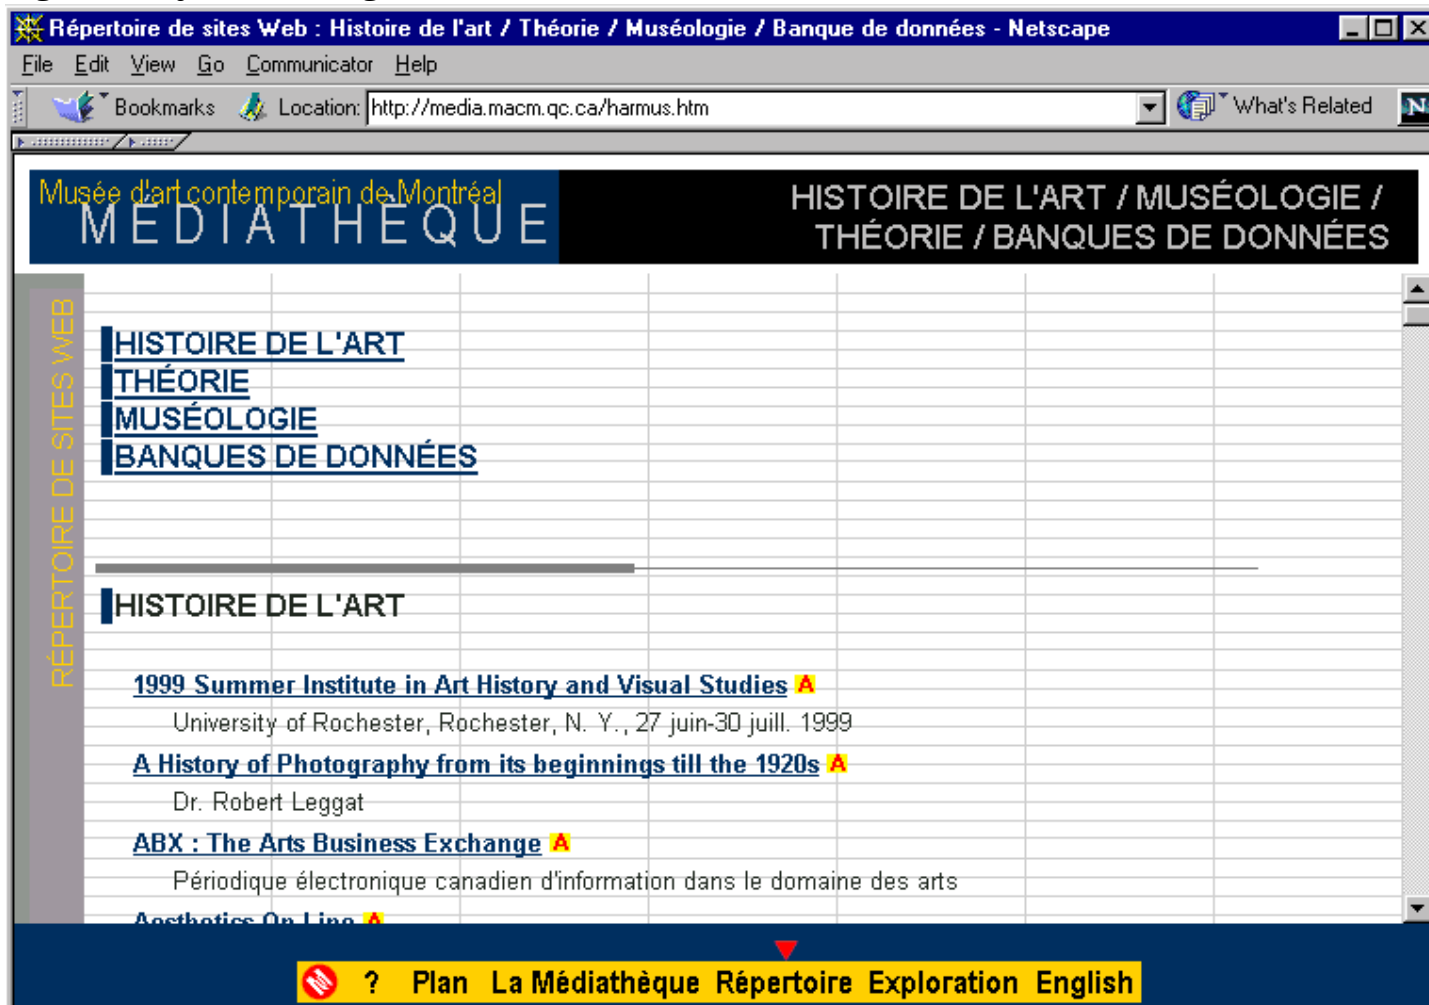 Répertoire de sites Web : Histoire de l'art / Théorie / Muséologie / Banque de données - Netscape
File Edit View Go Communicator Help
Bookmarks Location: http://media.macm.qc.ca/harmus.htm What's Related N
Musée d'art contemporain de Montréal
MÉDIATHÈQUE
HISTOIRE DE L'ART / MUSÉOLOGIE /
THÉORIE / BANQUES DE DONNÉES
RÉPERTOIRE DE SITES WEB
HISTOIRE DE L'ART
THÉORIE
MUSÉOLOGIE
BANQUES DE DONNÉES
HISTOIRE DE L'ART
1999 Summer Institute in Art History and Visual Studies A
University of Rochester, Rochester, N. Y., 27 juin-30 juill. 1999
A History of Photography from its beginnings till the 1920s A
Dr. Robert Leggat
ABX : The Arts Business Exchange A
Périodique électronique canadien d'information dans le domaine des arts
Aesthetics On Line A
? Plan La Médiathèque Répertoire Exploration English